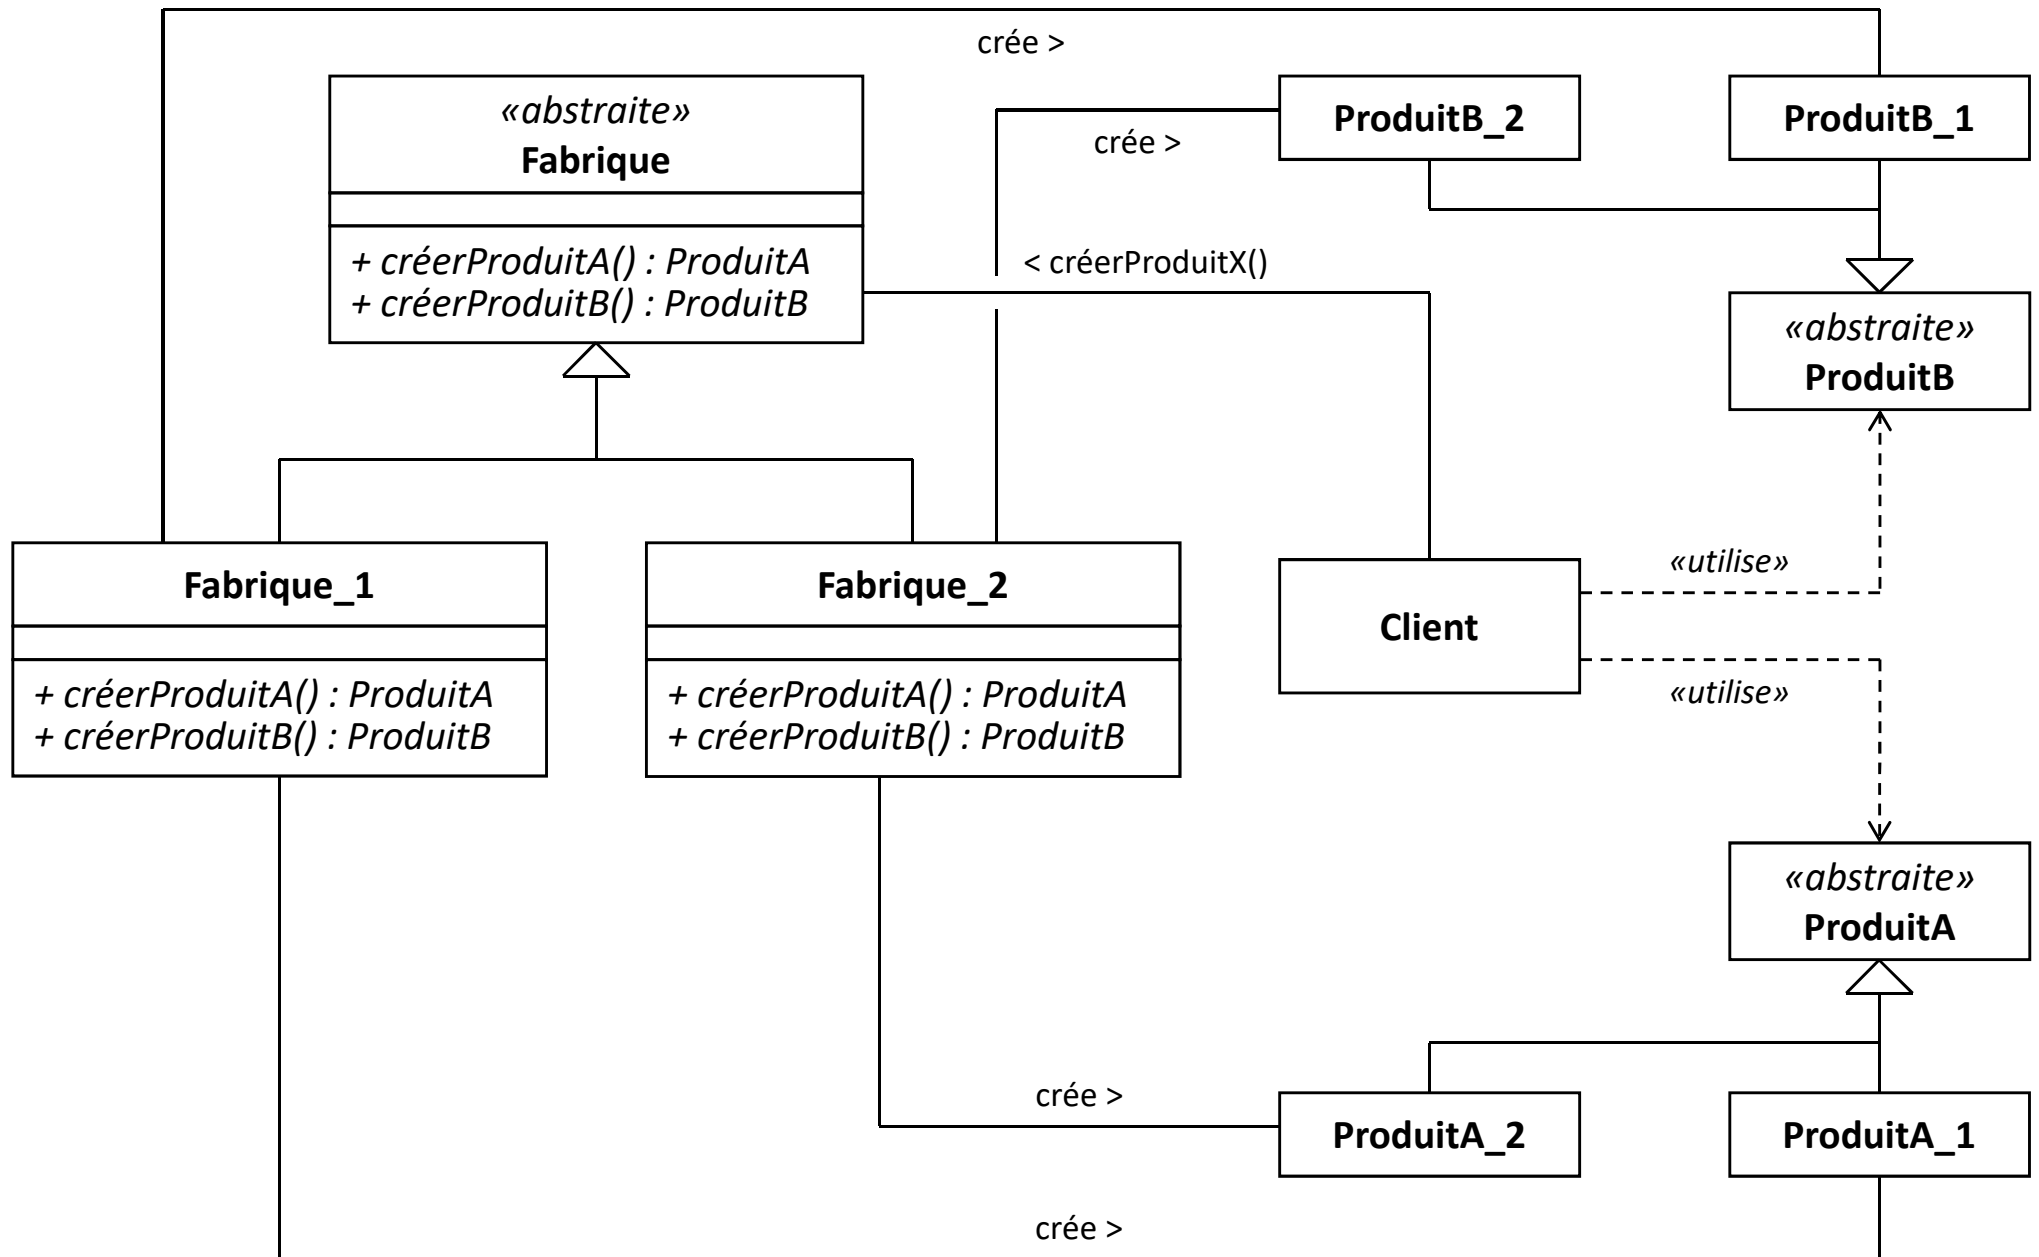 crée >
«abstraite»
Fabrique
+ créerProduitA() : ProduitA
+ créerProduitB() : ProduitB
crée >
ProduitB_2
ProduitB_1
< créerProduitX()
«abstraite»
ProduitB
Fabrique_1
+ créerProduitA() : ProduitA
+ créerProduitB() : ProduitB
Fabrique_2
+ créerProduitA() : ProduitA
+ créerProduitB() : ProduitB
Client
«utilise»
«utilise»
«abstraite»
ProduitA
crée >
ProduitA_2
ProduitA_1
crée >